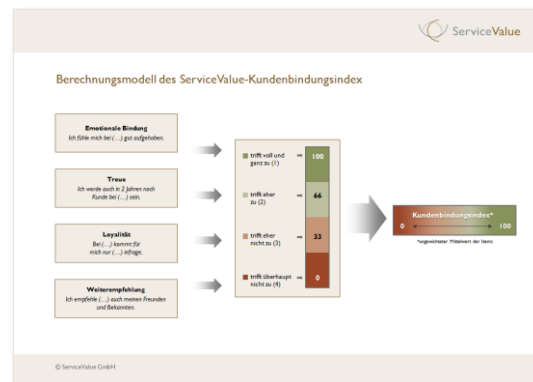 ServiceValue
Berechnungsmodell des ServiceValue-Kundenbindungsindex
Emotionale Bindung
Ich fühle mich bei (…) gut aufgehoben.
Treue
Ich werde auch in 2 Jahren noch
Kunde bei (…) sein.
Loyalität
Bei (…) kommt für
mich nur (…) infrage.
Weiterempfehlung
Ich empfehle (…) auch meinen Freunden
und Bekannten.
trifft voll und
ganz zu (1)
100
trifft eher
zu (2)
66
trifft eher
nicht zu (3)
33
trifft überhaupt
nicht zu (4)
0
Kundenbindungsindex*
0 100
*ungewichteter Mittelwert der Items
© ServiceValue GmbH